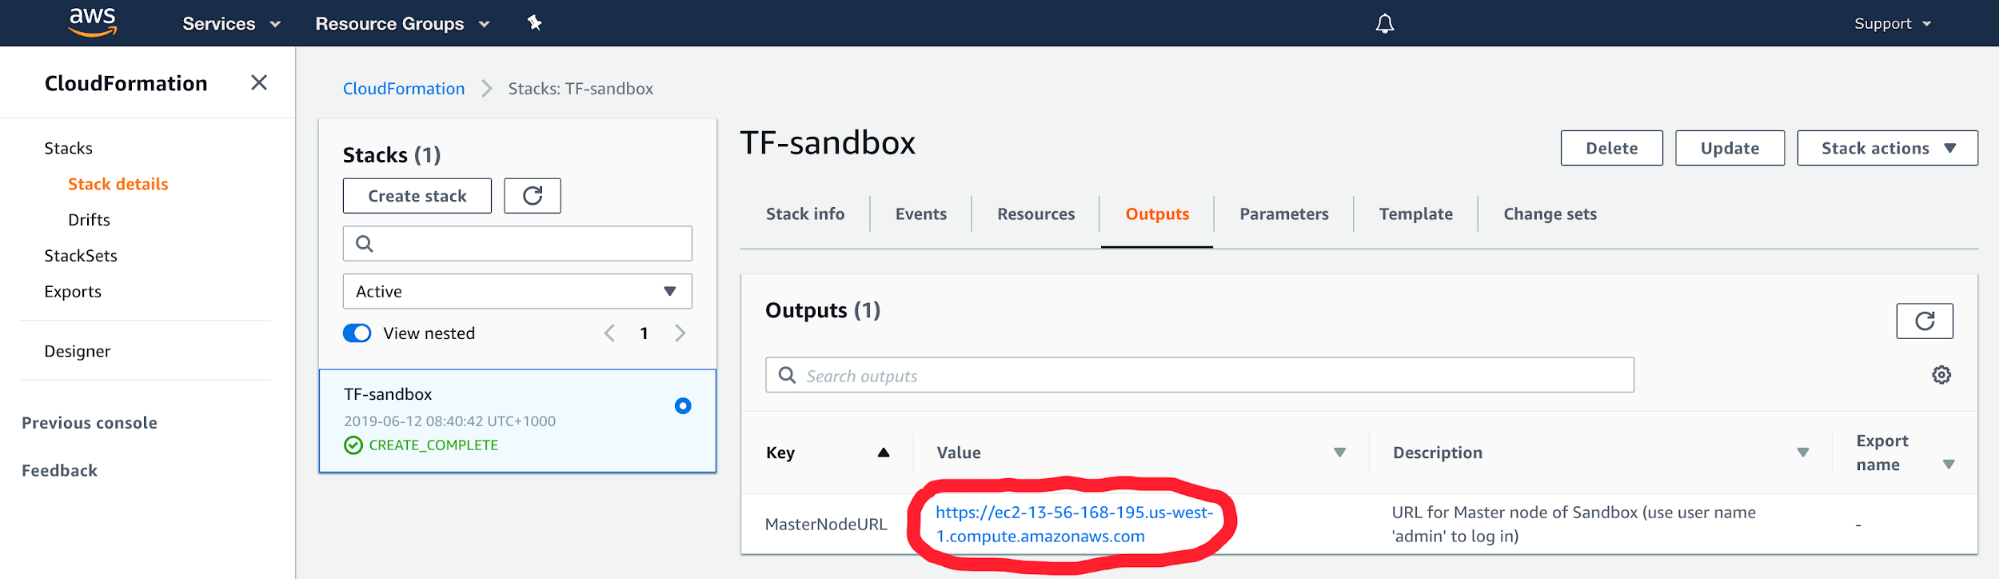 aws
Services
Resource Groups
Support
CloudFormation
Stacks
Stack details
Drifts
StackSets
Exports
Designer
Previous console
Feedback
CloudFormation
Stacks: TF-sandbox
Stacks (1)
Create stack
Active
View nested
1
TF-sandbox
2019-06-12 08:40:42 UTC+1000
CREATE_COMPLETE
TF-sandbox
Delete
Update
Stack actions
Stack info
Events
Resources
Outputs
Parameters
Template
Change sets
Outputs (1)
Search outputs
Key
Value
Description
Export
name
MasterNodeURL
https://ec2-13-56-168-195.us-west-
1.compute.amazonaws.com
URL for Master node of Sandbox (use user name
'admin' to log in)
-